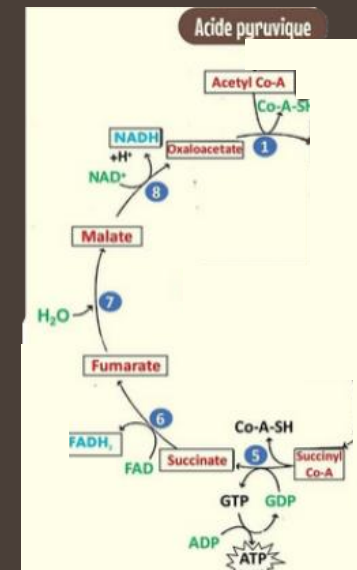 Acide pyruvique
Acetyl Co-A
Co-A-SH
NADH
+H⁺
Oxaloacetate
1
NAD⁺
8
Malate
7
H₂O
Fumarate
6
Co-A-SH
FADH₂
FAD
Succinate
5
Succinyl
Co-A
GTP
GDP
ADP
ATP